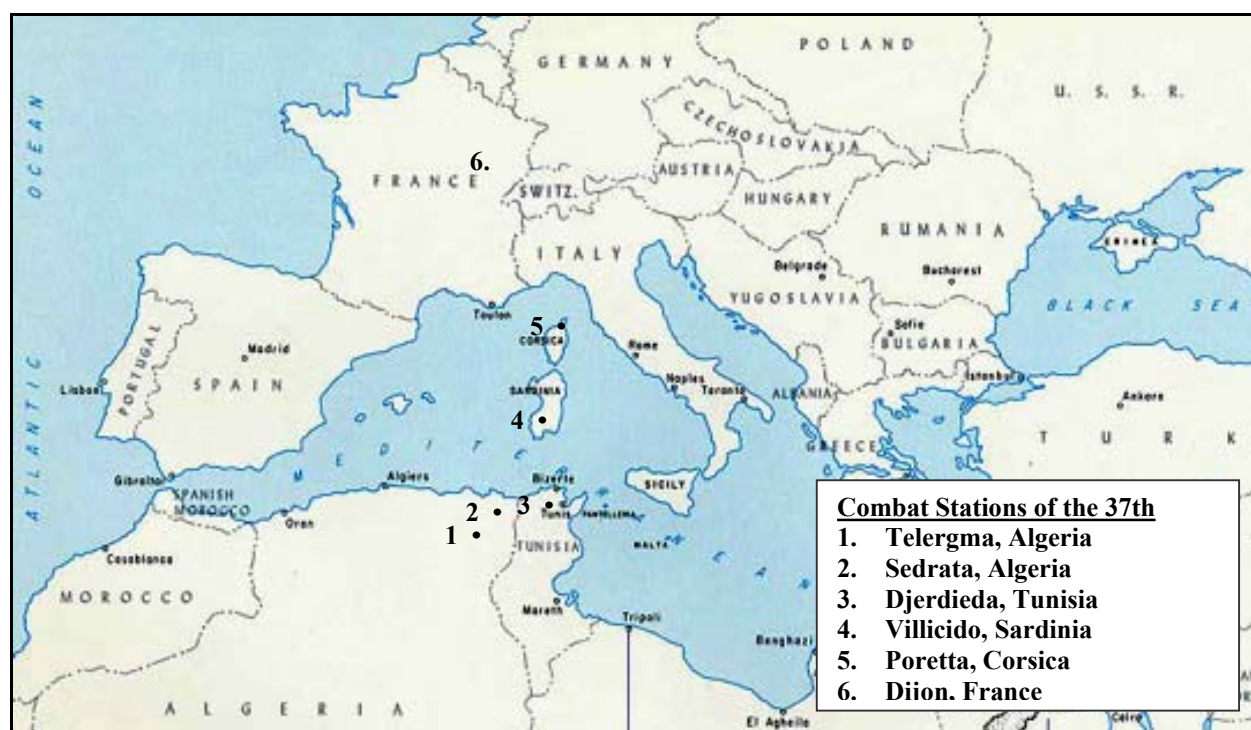 POLAND
GERMANY
U. S. S. R.
CZECHOSLOVAKIA
6.
FRANCE
SWITZ.
AUSTRIA
HUNGARY
RUMANIA
ATLANTIC OCEAN
ITALY
Belgrade
Bucharest
YUGOSLAVIA
BLACK SEA
Toulon
5
CORSICA
Sofia
BULGARIA
Rome
Madrid
PORTUGAL
SPAIN
Lisbon
SARDINIA
Naples
Taranto
ALBANIA
Istanbul
Ankara
4
GREECE
TURK
MEDITE
Gibraltar
Algiers
Bizerte
SICILY
SPANISH
MOROCCO
Oran
2
3
Tunis
PANTELLERIA
1
TUNISIA
MALTA
Casablanca
MOROCCO
Mareth
Tripoli
Benghazi
ALGERIA
El Agheila
Cairo
Combat Stations of the 37th
1. Telergma, Algeria
2. Sedrata, Algeria
3. Djerdieda, Tunisia
4. Villicido, Sardinia
5. Poretta, Corsica
6. Dijon, France